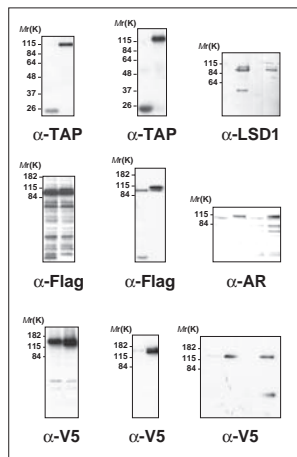 Mr(K) Mr(K)
115 115 Mr(K)
84 84 115
64 64 84
48 48 64
37 37
26 26
α-TAP α-TAP α-LSD1
Mr(K) Mr(K)
182 182
115 115 Mr(K)
84 84 115
84
α-Flag α-Flag α-AR
Mr(K) Mr(K) Mr(K)
182 182 182
115 115 115
84 84 84
α-V5 α-V5 α-V5